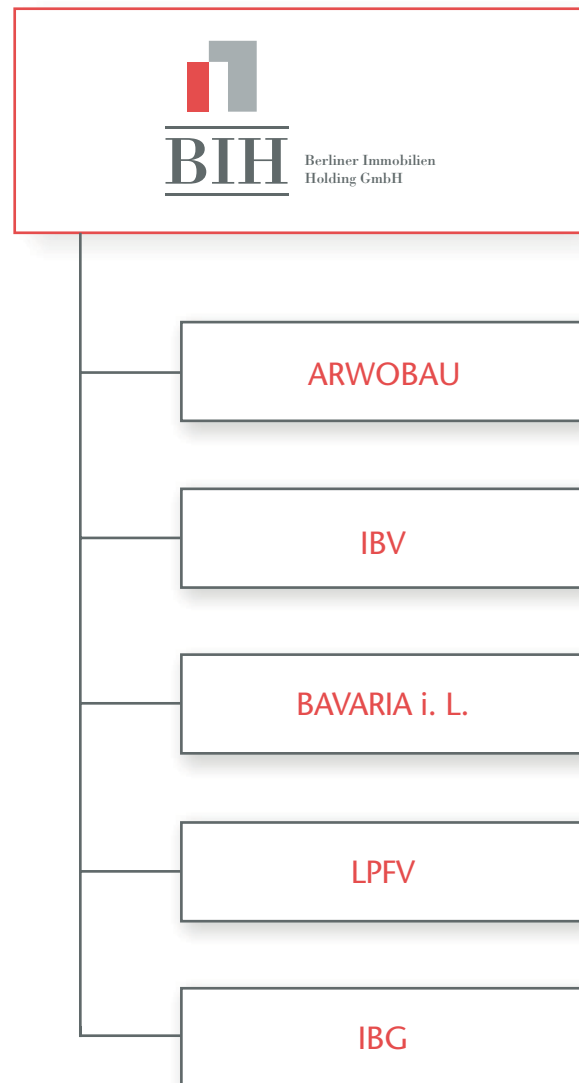 BIH
Berliner Immobilien
Holding GmbH
ARWOBAU
IBV
BAVARIA i. L.
LPFV
IBG